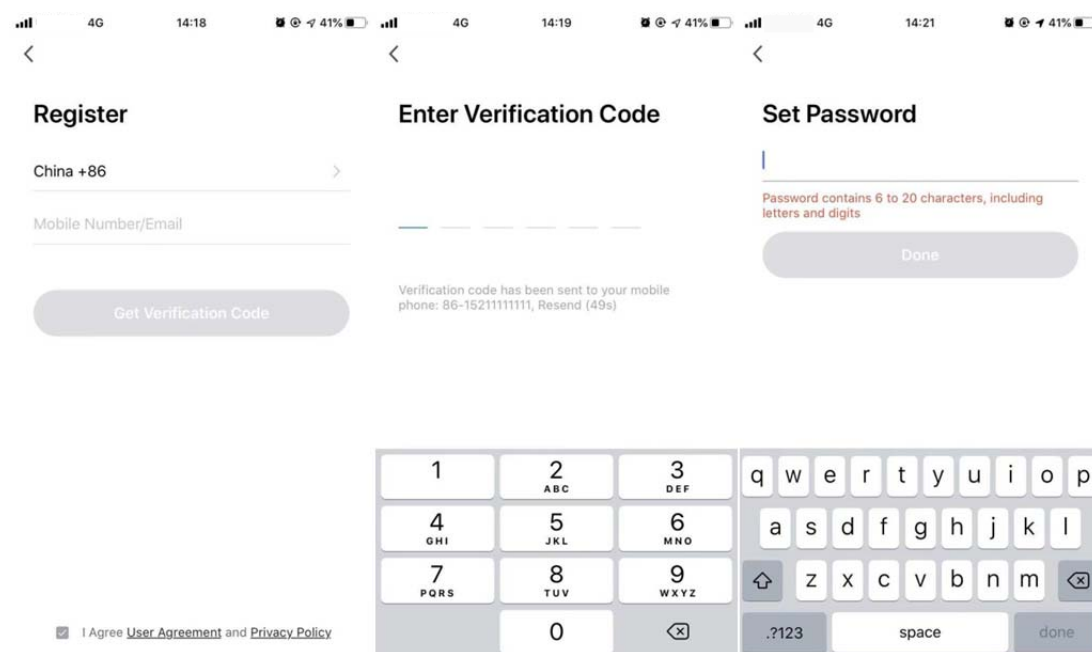 4G 14:18 41%
Register
China +86
Mobile Number/Email
Get Verification Code
I Agree User Agreement and Privacy Policy
4G 14:19 41%
Enter Verification Code
Verification code has been sent to your mobile
phone: 86-15211111111, Resend (49s)
1 2 3
ABC DEF
4 5 6
GHI JKL MNO
7 8 9
PQRS TUV WXYZ
0
4G 14:21 41%
Set Password
Password contains 6 to 20 characters, including
letters and digits
Done
q w e r t y u i o p
a s d f g h j k l
z x c v b n m
.?123 space done